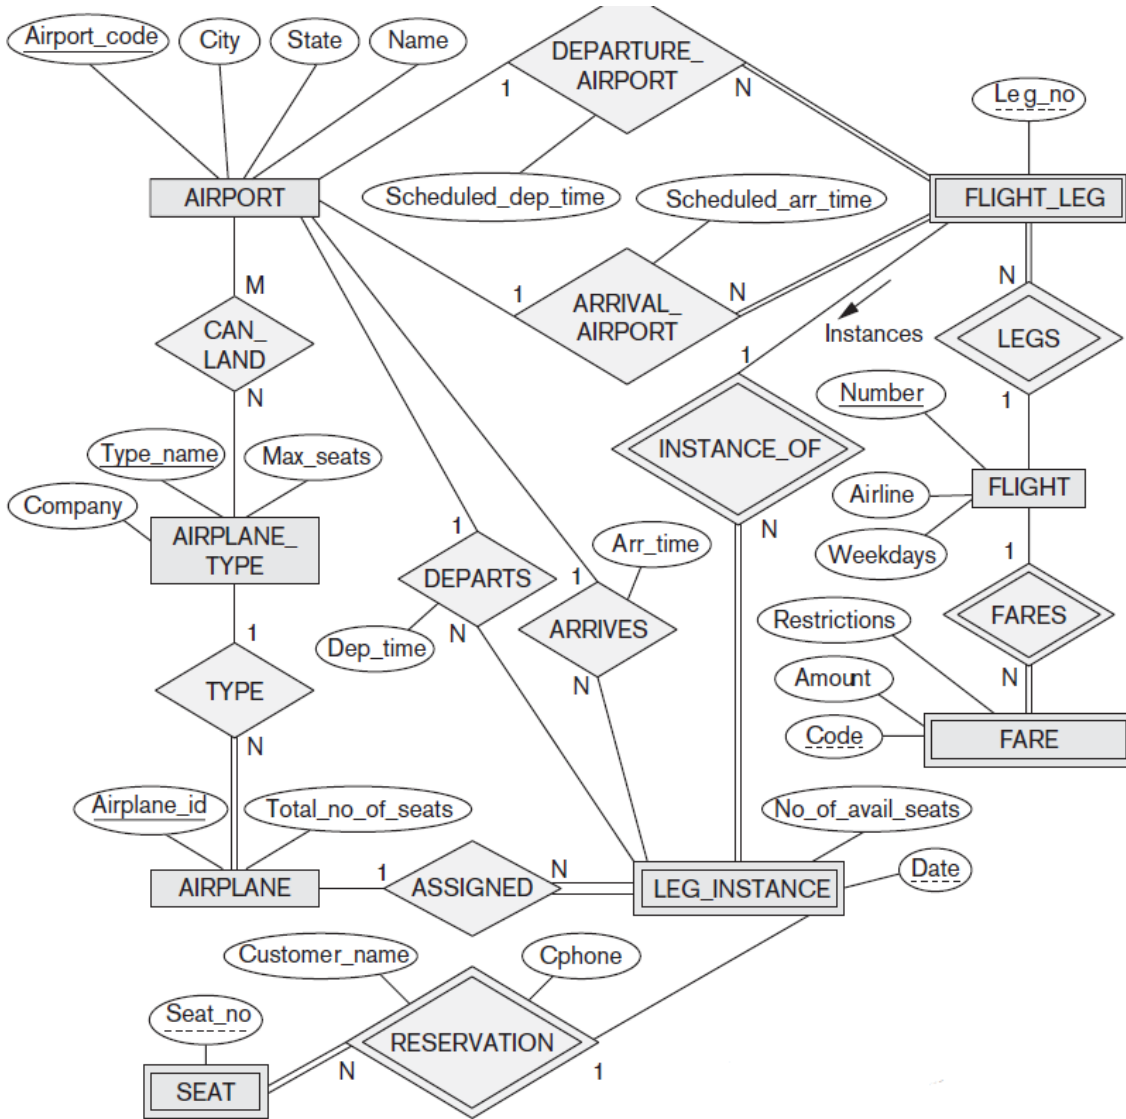 Airport_code
City
State
Name
DEPARTURE_
AIRPORT
1
N
Leg_no
Scheduled_dep_time
Scheduled_arr_time
AIRPORT
FLIGHT_LEG
M
1
ARRIVAL_
AIRPORT
N
N
CAN_
LAND
Instances
LEGS
N
1
Number
1
Type_name
Max_seats
INSTANCE_OF
Company
Airline
FLIGHT
AIRPLANE_
TYPE
1
N
Arr_time
Weekdays
1
DEPARTS
1
FARES
1
Dep_time
N
ARRIVES
Restrictions
TYPE
N
Amount
N
N
Code
FARE
Airplane_id
Total_no_of_seats
No_of_avail_seats
AIRPLANE
1
ASSIGNED
N
LEG_INSTANCE
Date
Customer_name
Cphone
Seat_no
RESERVATION
N
1
SEAT